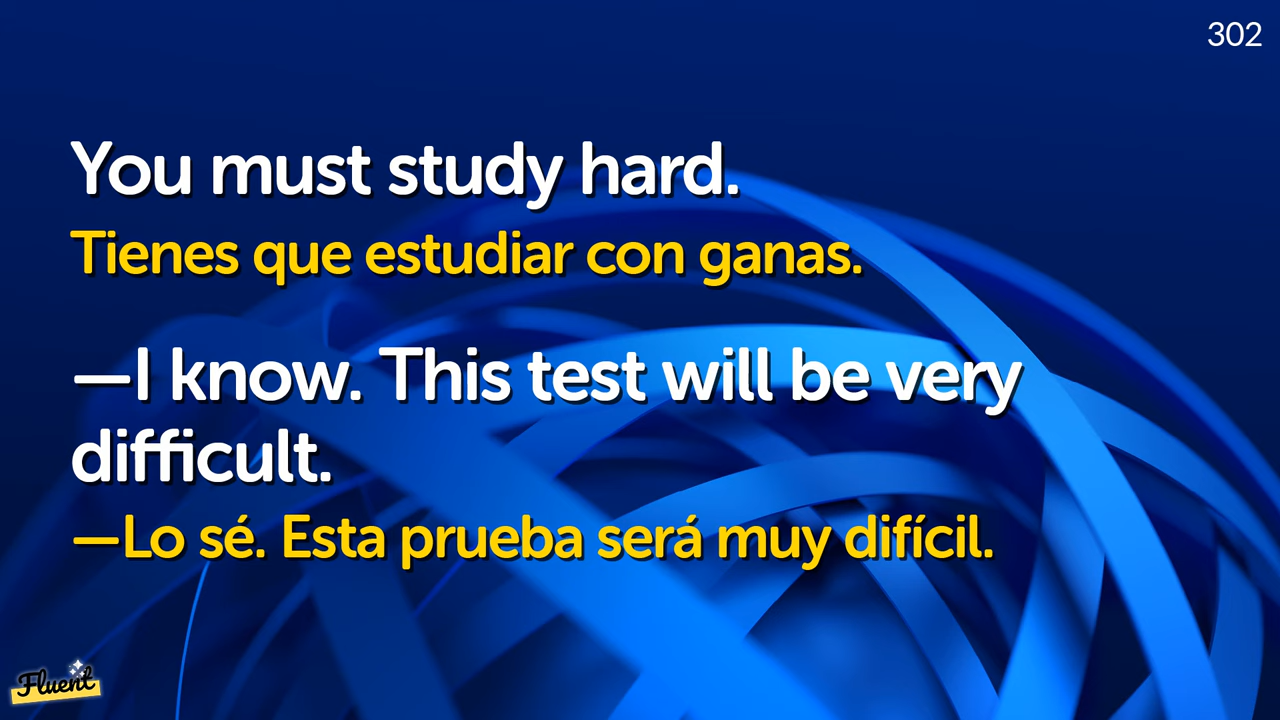 302
You must study hard.
Tienes que estudiar con ganas.
—I know. This test will be very
difficult.
—Lo sé. Esta prueba será muy difícil.
Fluent